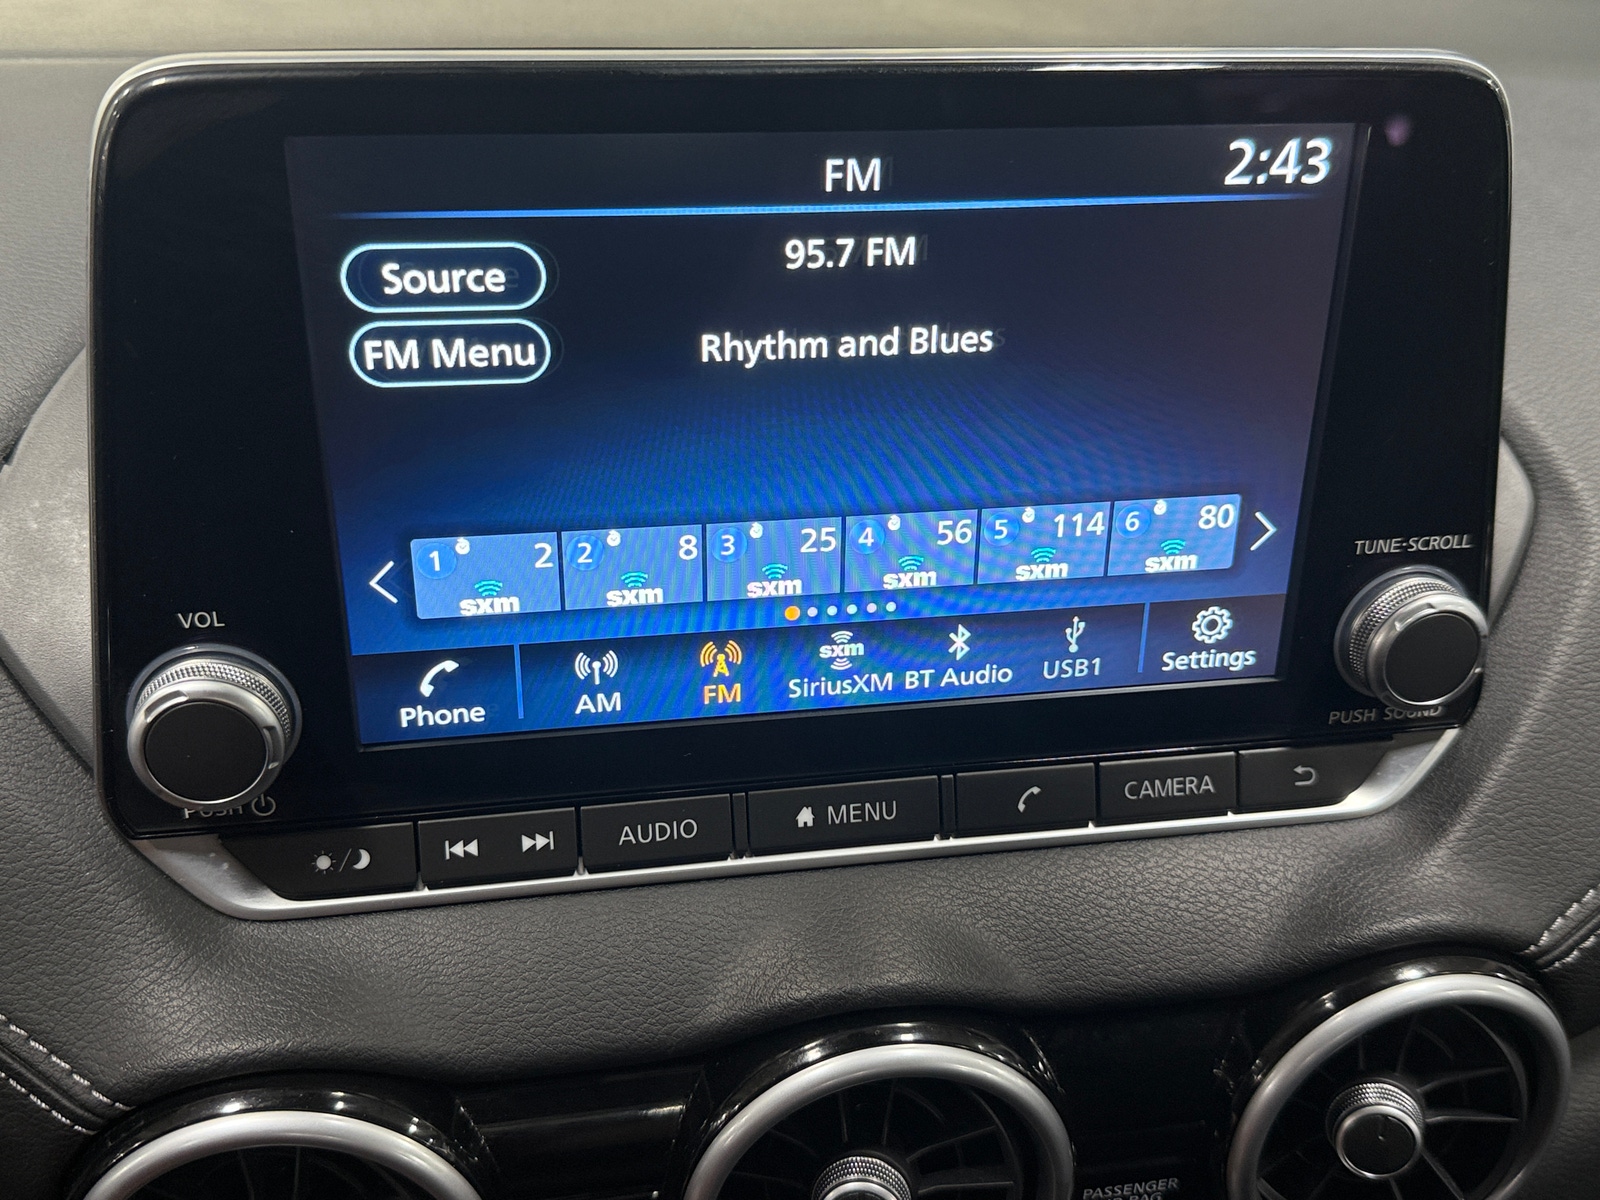 FM
2:43
95.7 FM
Source
FM Menu
Rhythm and Blues
1 2 sxm
2 8 sxm
3 25 sxm
4 56 sxm
5 114 sxm
6 80 sxm
Phone
AM
FM
sxm
SiriusXM
BT Audio
USB1
Settings
VOL
PUSH
TUNE·SCROLL
PUSH SOUND
AUDIO
MENU
CAMERA
PASSENGER